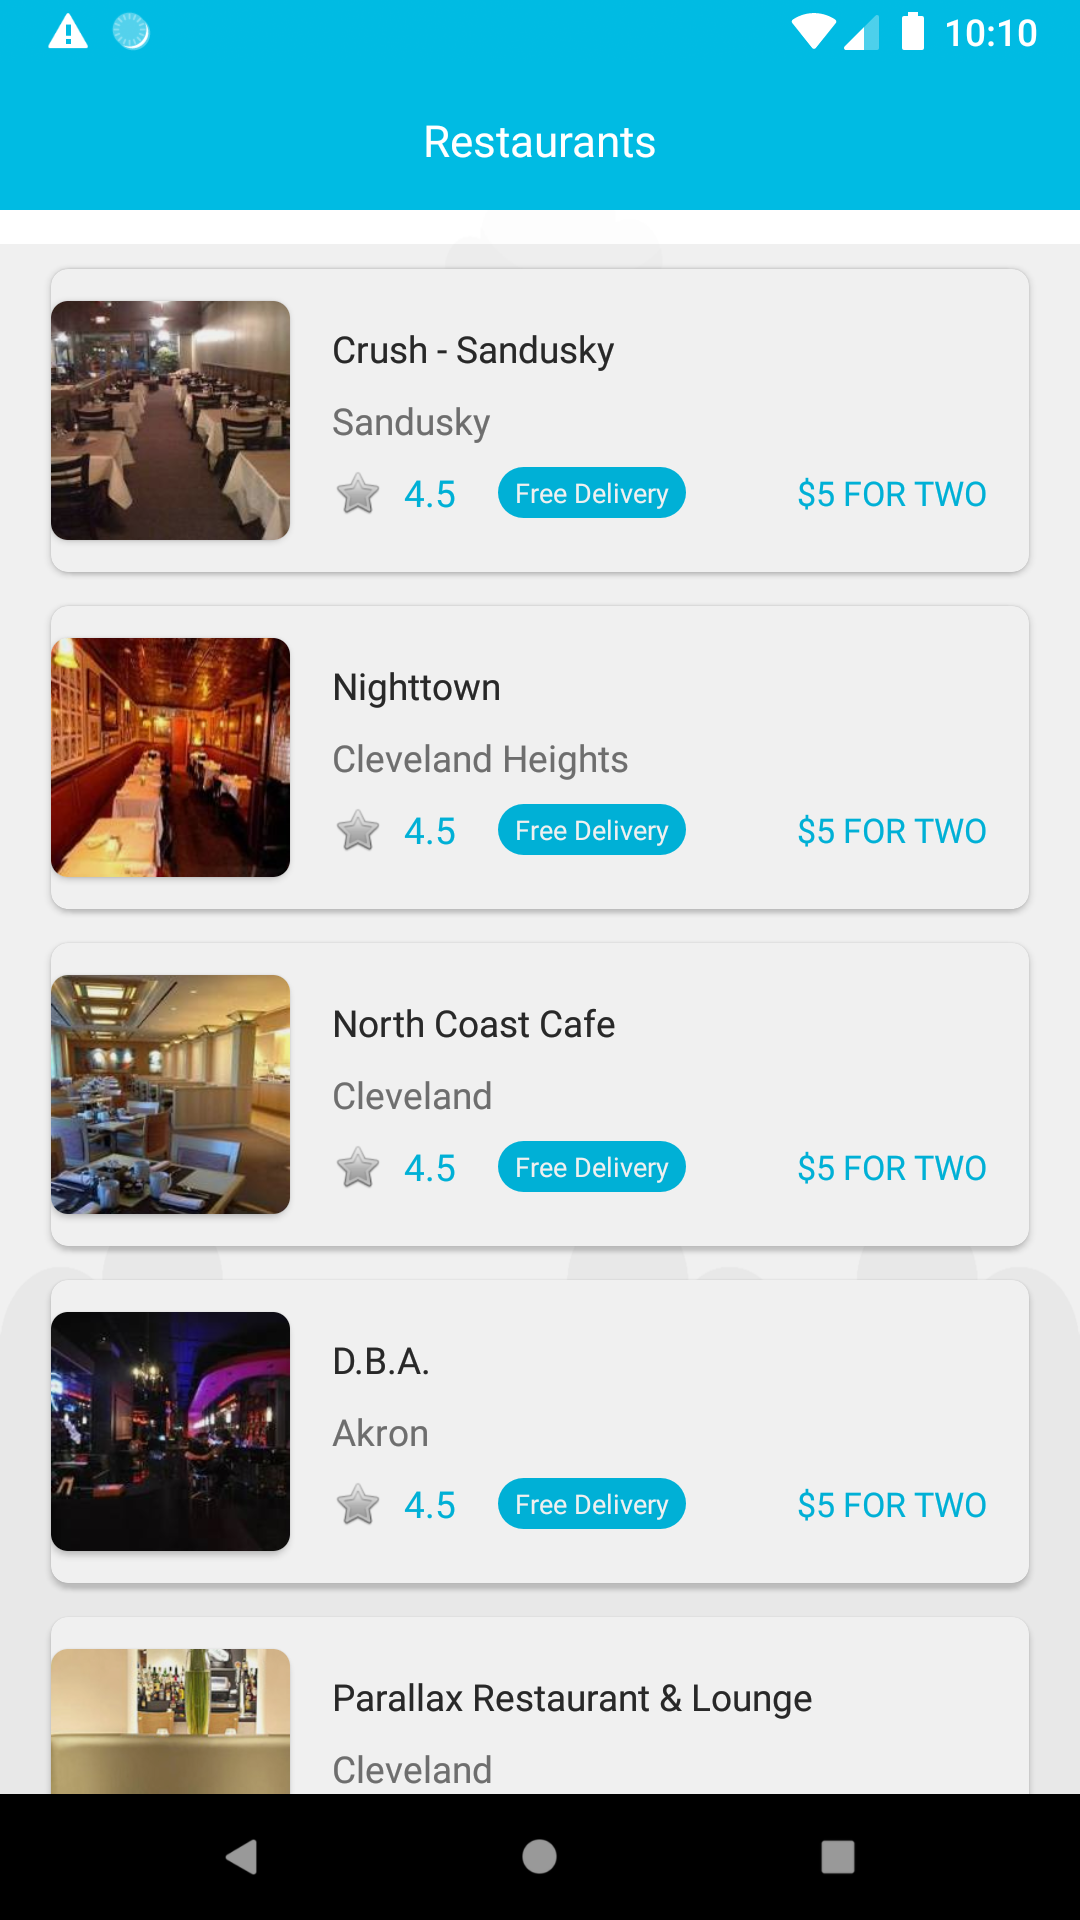 10:10
Restaurants
Crush - Sandusky
Sandusky
4.5 Free Delivery $5 FOR TWO
Nighttown
Cleveland Heights
4.5 Free Delivery $5 FOR TWO
North Coast Cafe
Cleveland
4.5 Free Delivery $5 FOR TWO
D.B.A.
Akron
4.5 Free Delivery $5 FOR TWO
Parallax Restaurant & Lounge
Cleveland